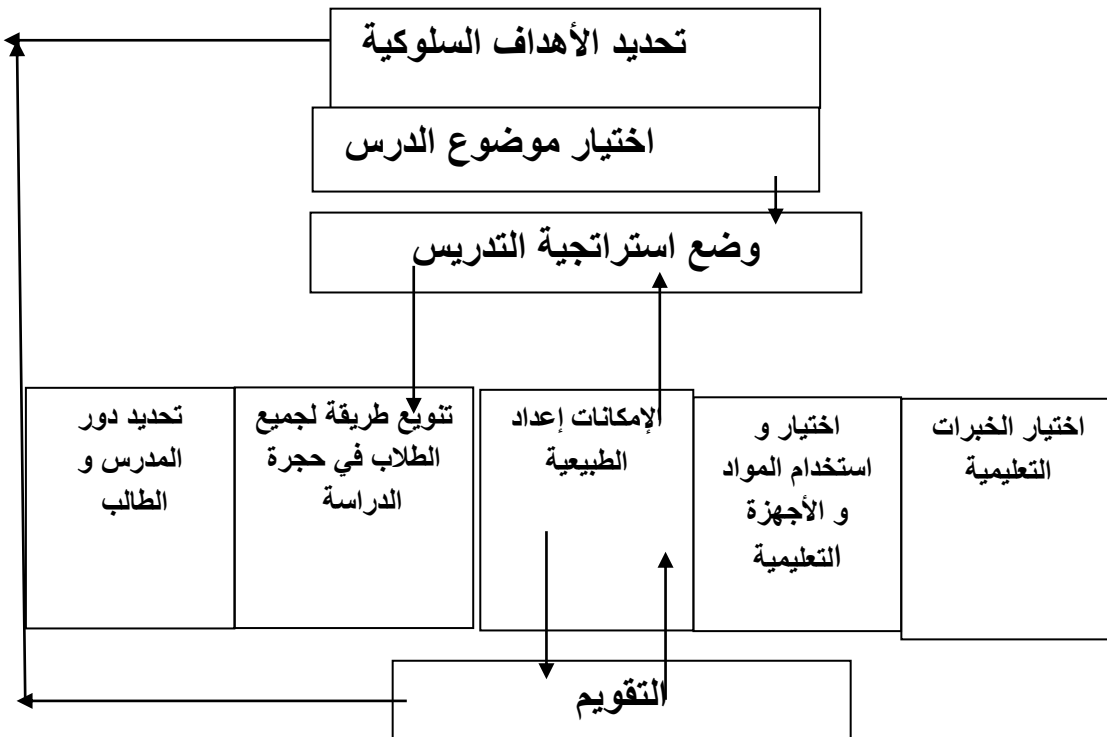 تحديد الأهداف السلوكية
اختيار موضوع الدرس
وضع استراتجية التدريس
اختيار الخبرات
التعليمية
اختيار و
استخدام المواد
و الأجهزة
التعليمية
الإمكانات إعداد
الطبيعية
تنويع طريقة لجميع
الطلاب في حجرة
الدراسة
تحديد دور
المدرس و
الطالب
التقويم